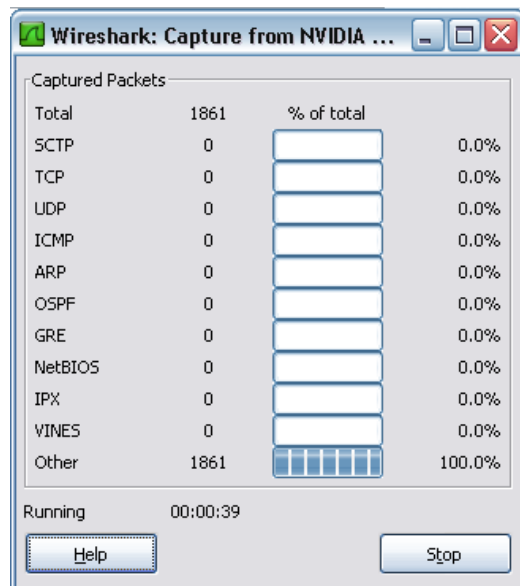 Wireshark: Capture from NVIDIA ...
Captured Packets
Total 1861 % of total
SCTP 0 0.0%
TCP 0 0.0%
UDP 0 0.0%
ICMP 0 0.0%
ARP 0 0.0%
OSPF 0 0.0%
GRE 0 0.0%
NetBIOS 0 0.0%
IPX 0 0.0%
VINES 0 0.0%
Other 1861 100.0%
Running 00:00:39
Help Stop